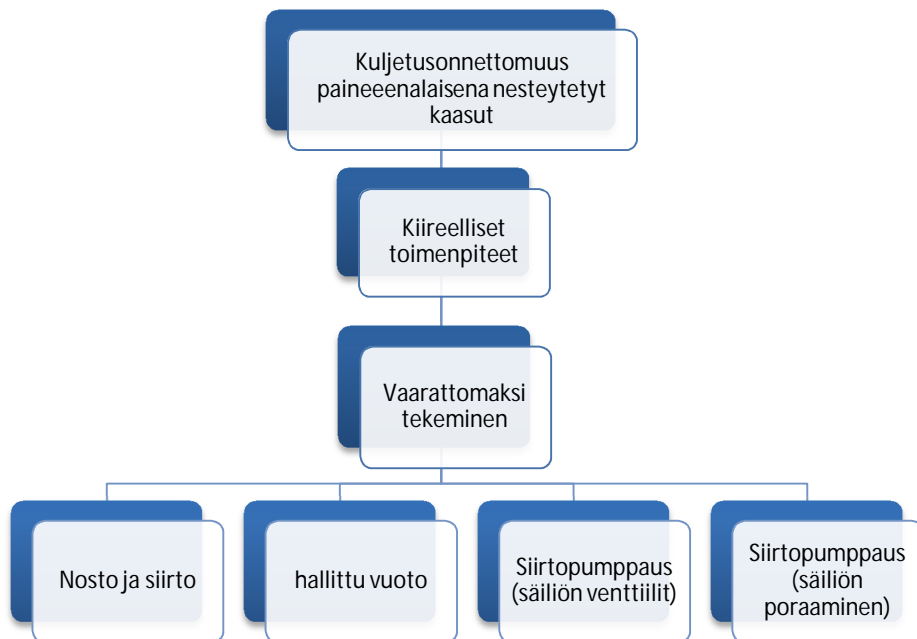 Kuljetusonnettomuus
paineeenalaisena nesteytetyt
kaasut
Kiireelliset
toimenpiteet
Vaarattomaksi
tekeminen
Nosto ja siirto
hallittu vuoto
Siirtopumppaus
(säiliön venttiilit)
Siirtopumppaus
(säiliön
poraaminen)